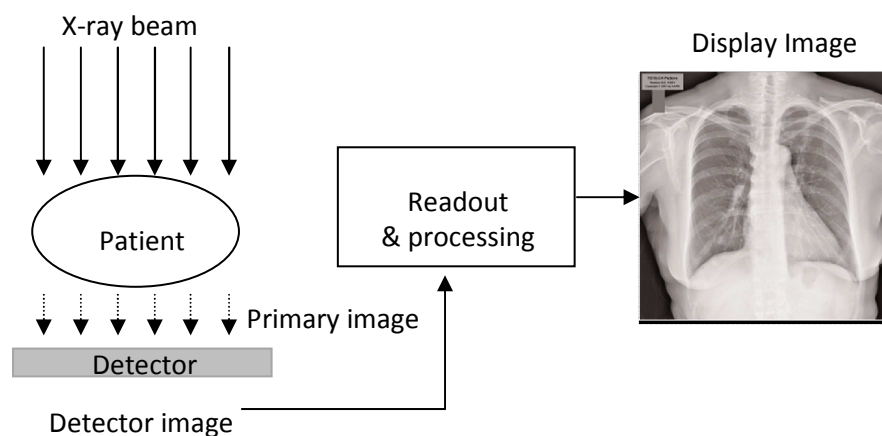 X-ray beam
Display Image
Patient
Readout
& processing
Primary image
Detector
Detector image